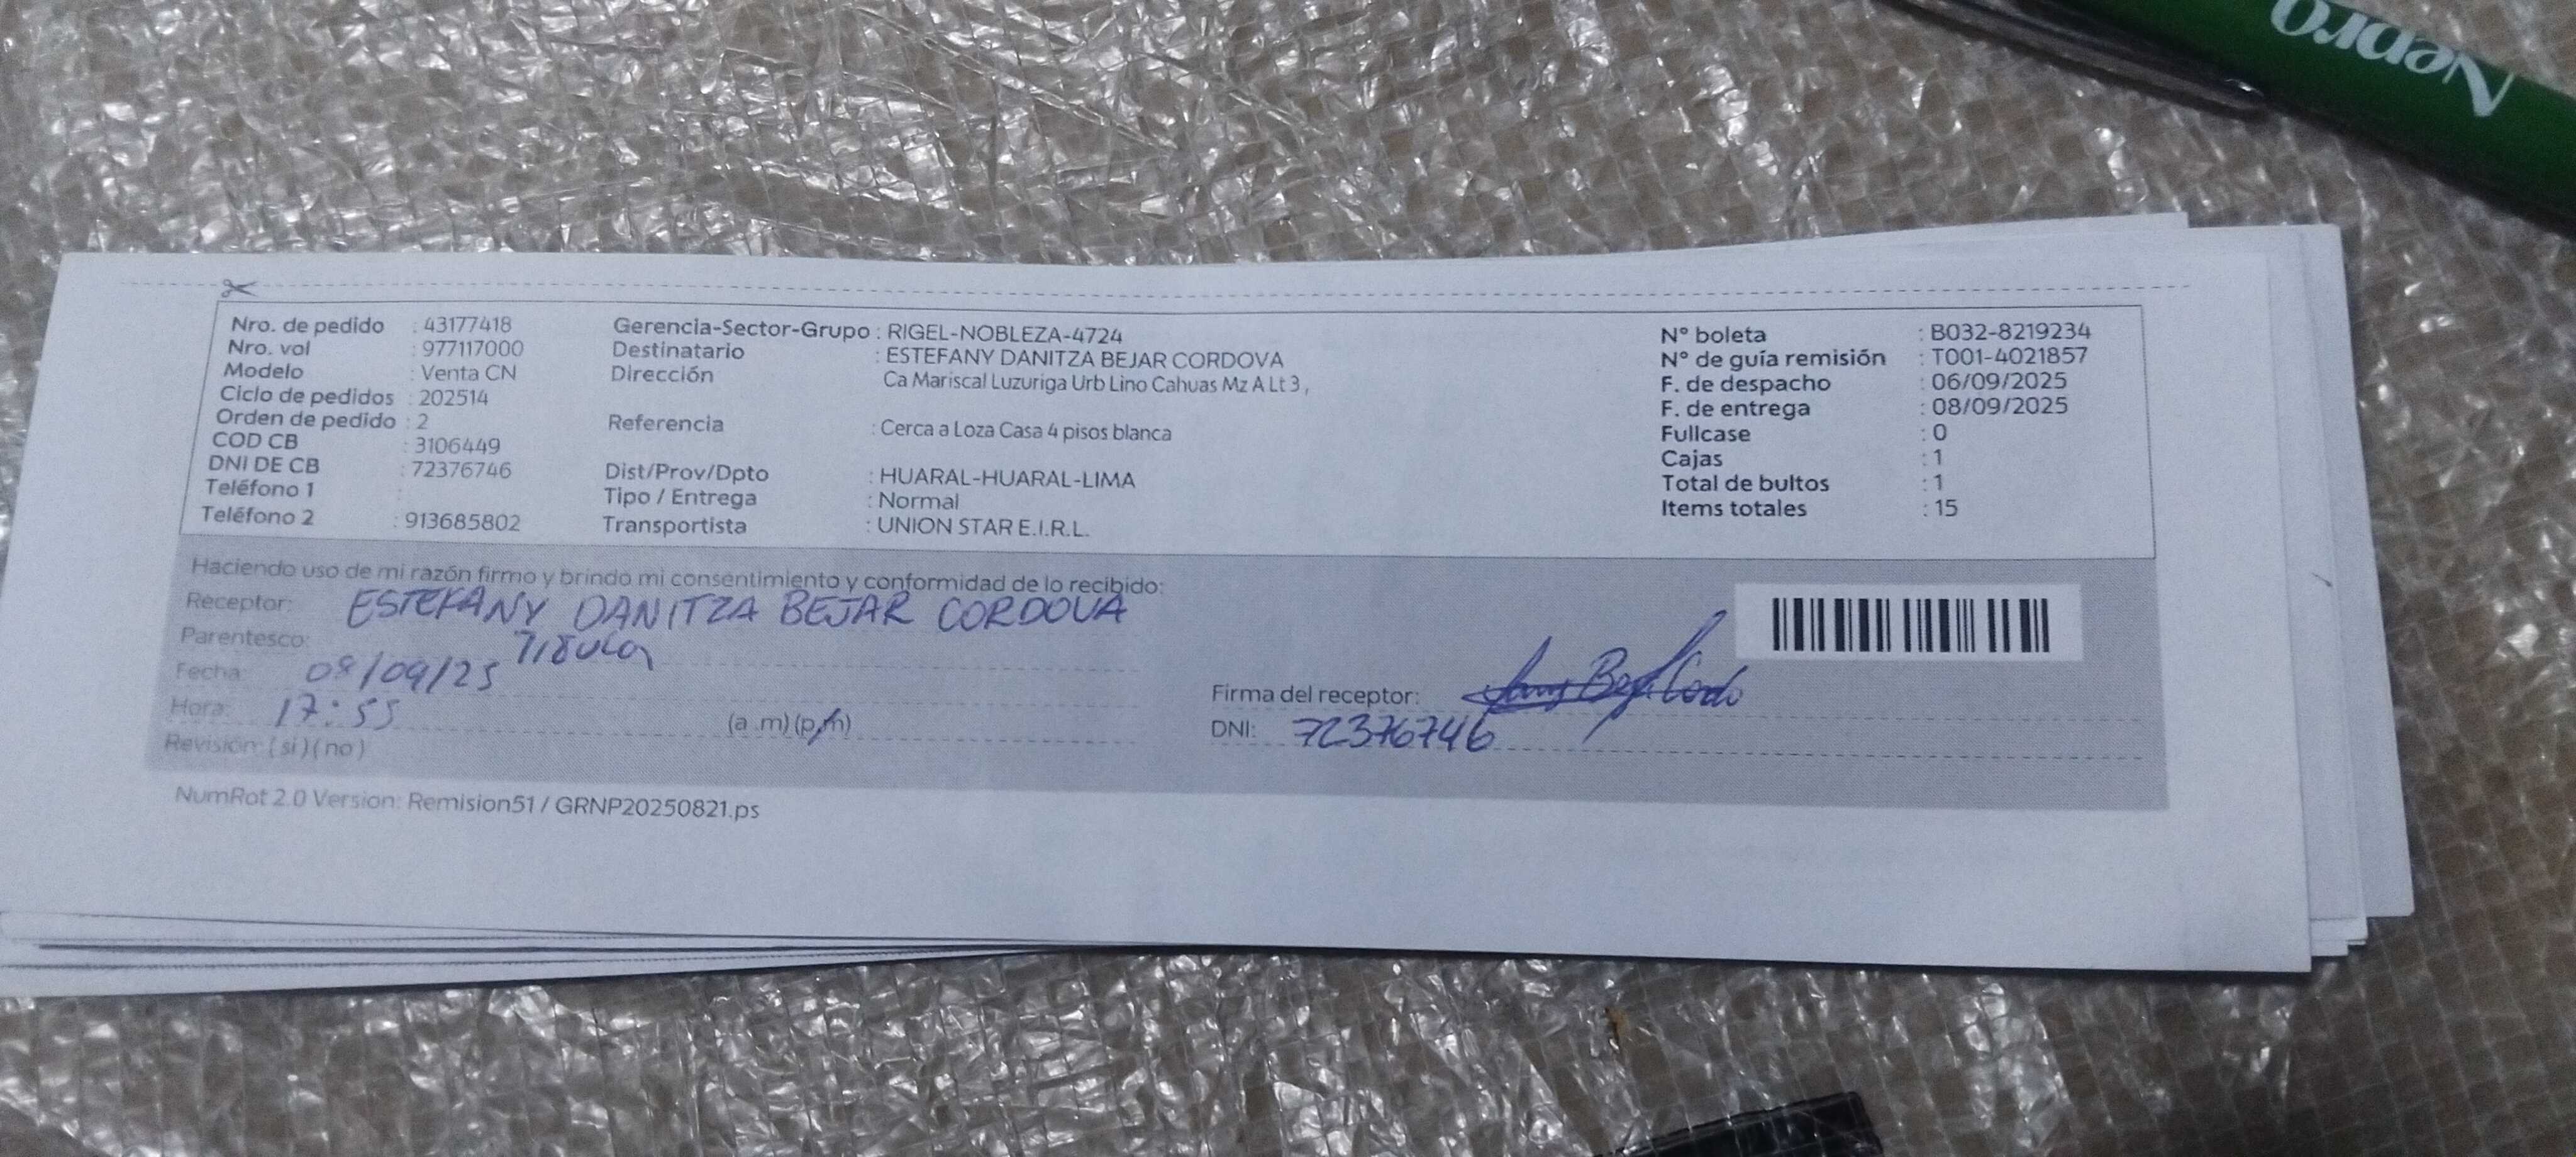 Nepro
Nro. de pedido : 43177418
Nro. vol : 977117000
Modelo : Venta CN
Ciclo de pedidos : 202514
Orden de pedido : 2
COD CB : 3106449
DNI DE CB : 72376746
Teléfono 1 :
Teléfono 2 : 913685802
Gerencia-Sector-Grupo : RIGEL-NOBLEZA-4724
Destinatario : ESTEFANY DANITZA BEJAR CORDOVA
Dirección Ca Mariscal Luzuriga Urb Lino Cahuas Mz A Lt 3 ,
Referencia : Cerca a Loza Casa 4 pisos blanca
Dist/Prov/Dpto : HUARAL-HUARAL-LIMA
Tipo / Entrega : Normal
Transportista : UNION STAR E.I.R.L.
N° boleta : B032-8219234
N° de guía remisión : T001-4021857
F. de despacho : 06/09/2025
F. de entrega : 08/09/2025
Fullcase : 0
Cajas : 1
Total de bultos : 1
Items totales : 15
Haciendo uso de mi razón firmo y brindo mi consentimiento y conformidad de lo recibido:
Receptor: ESTEFANY DANITZA BEJAR CORDOVA
Parentesco: Titular
Fecha: 08/09/25
Hora: 17:55 (a .m) (p.m)
Revisión: ( si ) ( no )
Firma del receptor:
DNI: 72376746
NumRot 2.0 Version: Remision51 / GRNP20250821.ps